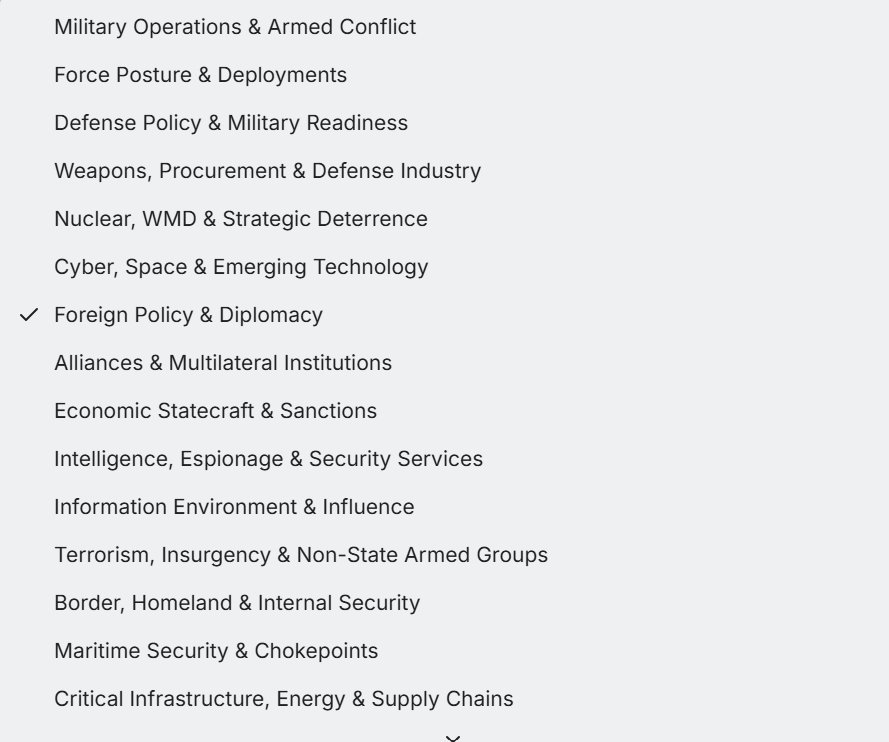 Military Operations & Armed Conflict
Force Posture & Deployments
Defense Policy & Military Readiness
Weapons, Procurement & Defense Industry
Nuclear, WMD & Strategic Deterrence
Cyber, Space & Emerging Technology
Foreign Policy & Diplomacy
Alliances & Multilateral Institutions
Economic Statecraft & Sanctions
Intelligence, Espionage & Security Services
Information Environment & Influence
Terrorism, Insurgency & Non-State Armed Groups
Border, Homeland & Internal Security
Maritime Security & Chokepoints
Critical Infrastructure, Energy & Supply Chains